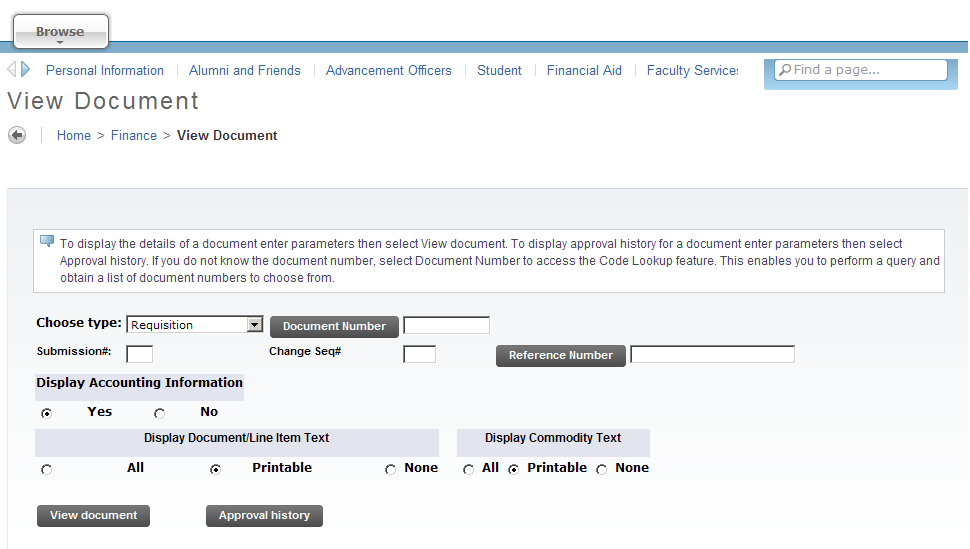 Browse
Personal Information Alumni and Friends Advancement Officers Student Financial Aid Faculty Services
Find a page...
View Document
Home > Finance > View Document
To display the details of a document enter parameters then select View document. To display approval history for a document enter parameters then select
Approval history. If you do not know the document number, select Document Number to access the Code Lookup feature. This enables you to perform a query and
obtain a list of document numbers to choose from.
Choose type: Requisition Document Number
Submission#: Change Seq# Reference Number
Display Accounting Information
Yes No
Display Document/Line Item Text Display Commodity Text
All Printable None All Printable None
View document Approval history